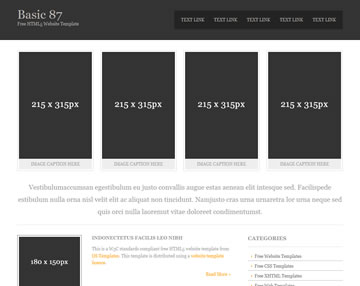 Basic 87
Free HTML5 Website Template
TEXT LINK TEXT LINK TEXT LINK TEXT LINK TEXT LINK
215 x 315px 215 x 315px 215 x 315px 215 x 315px
IMAGE CAPTION HERE IMAGE CAPTION HERE IMAGE CAPTION HERE IMAGE CAPTION HERE
Vestibulumaccumsan egestibulum eu justo convallis augue estas aenean elit intesque sed. Facilispede
estibulum nulla orna nisl velit elit ac aliquat non tincidunt. Namjusto cras urna urnaretra lor urna neque sed
quis orci nulla laoreet vitae doloreet condimentumst.
180 x 150px
INDONECTETUS FACILIS LEO NIBH
This is a W3C standards compliant free HTML5 website template from
OS Templates. This template is distributed using a website template
licence.
Read More »
CATEGORIES
Free Website Templates
Free CSS Templates
Free XHTML Templates
Free Web Templates